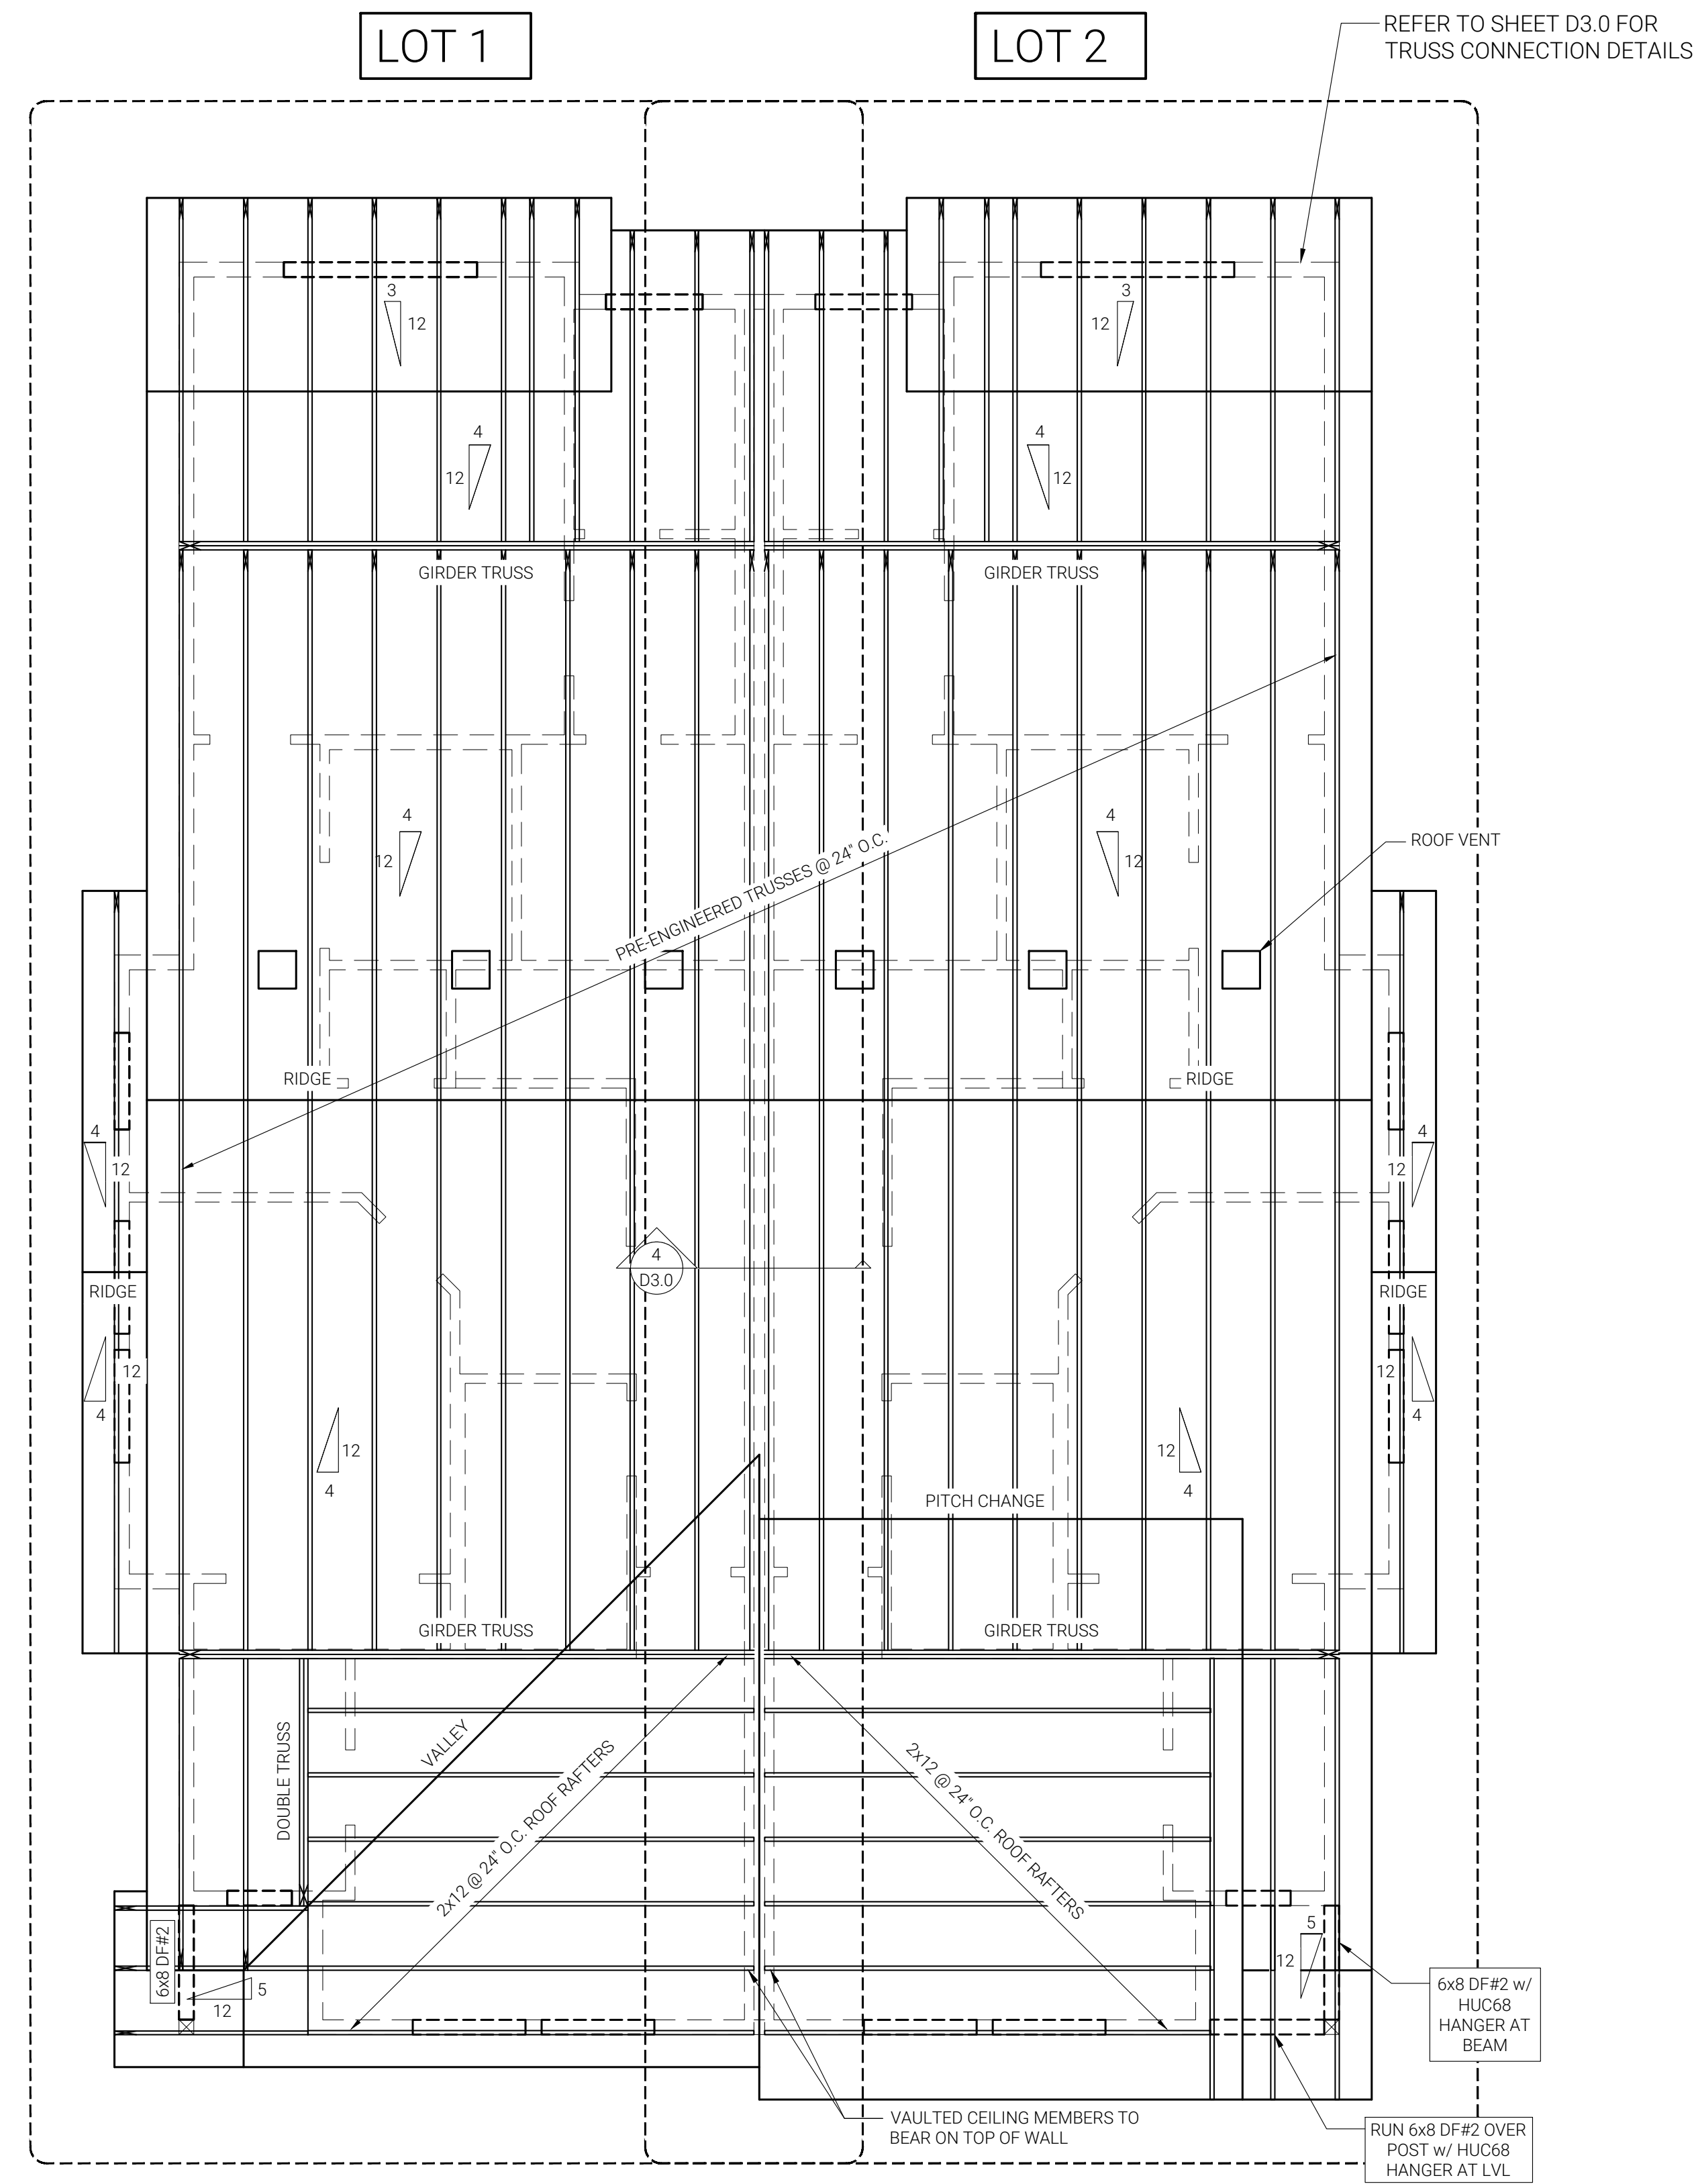 LOT 1
LOT 2
REFER TO SHEET D3.0 FOR
TRUSS CONNECTION DETAILS
3
12
3
12
4
12
4
12
GIRDER TRUSS
GIRDER TRUSS
4
12
4
12
PRE-ENGINEERED TRUSSES @ 24" O.C.
ROOF VENT
RIDGE
RIDGE
4
12
4
12
4
D3.0
RIDGE
RIDGE
12
4
12
4
12
4
12
4
PITCH CHANGE
GIRDER TRUSS
GIRDER TRUSS
DOUBLE TRUSS
VALLEY
2x12 @ 24" O.C. ROOF RAFTERS
2x12 @ 24" O.C. ROOF RAFTERS
6x8 DF#2
5
12
5
12
6x8 DF#2 w/
HUC68
HANGER AT
BEAM
VAULTED CEILING MEMBERS TO
BEAR ON TOP OF WALL
RUN 6x8 DF#2 OVER
POST w/ HUC68
HANGER AT LVL